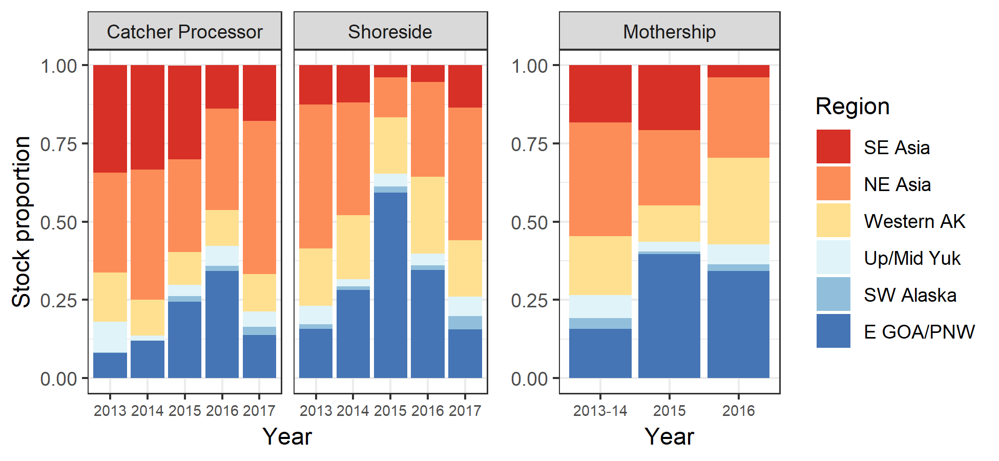 Catcher Processor
Shoreside
Mothership
Stock proportion
1.00
0.75
0.50
0.25
0.00
2013 2014 2015 2016 2017
2013 2014 2015 2016 2017
Year
1.00
0.75
0.50
0.25
0.00
2013-14 2015 2016
Year
Region
SE Asia
NE Asia
Western AK
Up/Mid Yuk
SW Alaska
E GOA/PNW